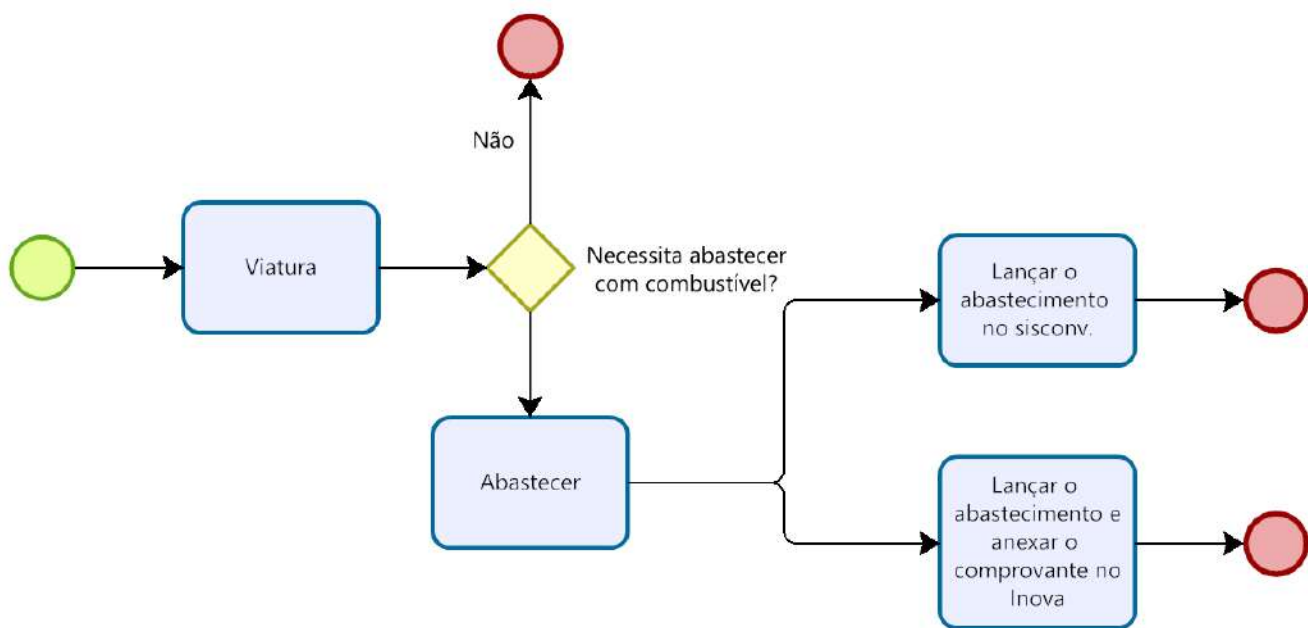 Não
Viatura
Necessita abastecer
com combustível?
Lançar o
abastecimento
no sisconv.
Abastecer
Lançar o
abastecimento e
anexar o
comprovante no
Inova